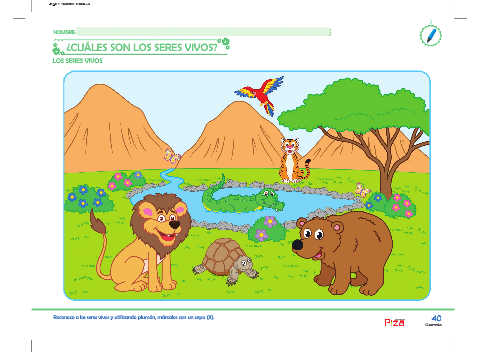 NOMBRE:
¿CUÁLES SON LOS SERES VIVOS?
LOS SERES VIVOS
Reconoce a los seres vivos y utilizando plumón, márcalos con un aspa (X).
40